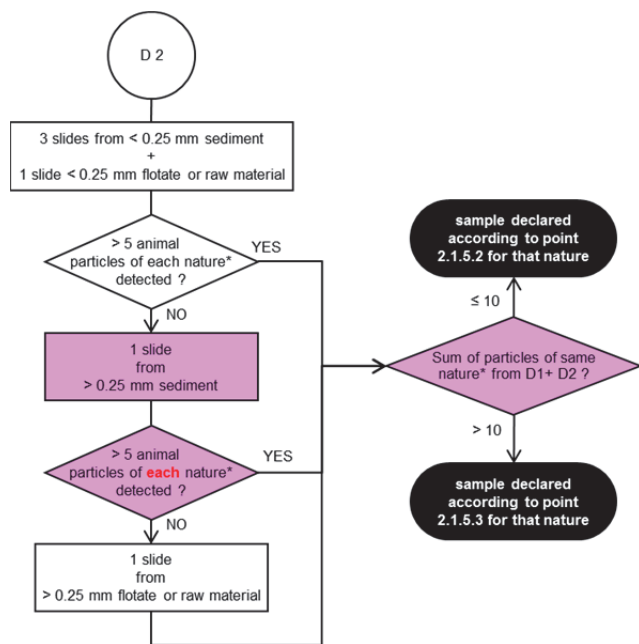 D 2
3 slides from < 0.25 mm sediment
+
1 slide < 0.25 mm flotate or raw material
> 5 animal
particles of each nature*
detected ?
YES
NO
1 slide
from
> 0.25 mm sediment
> 5 animal
particles of each nature*
detected ?
YES
NO
1 slide
from
> 0.25 mm flotate or raw material
sample declared
according to point
2.1.5.2 for that nature
≤ 10
Sum of particles of same
nature* from D1+ D2 ?
> 10
sample declared
according to point
2.1.5.3 for that nature